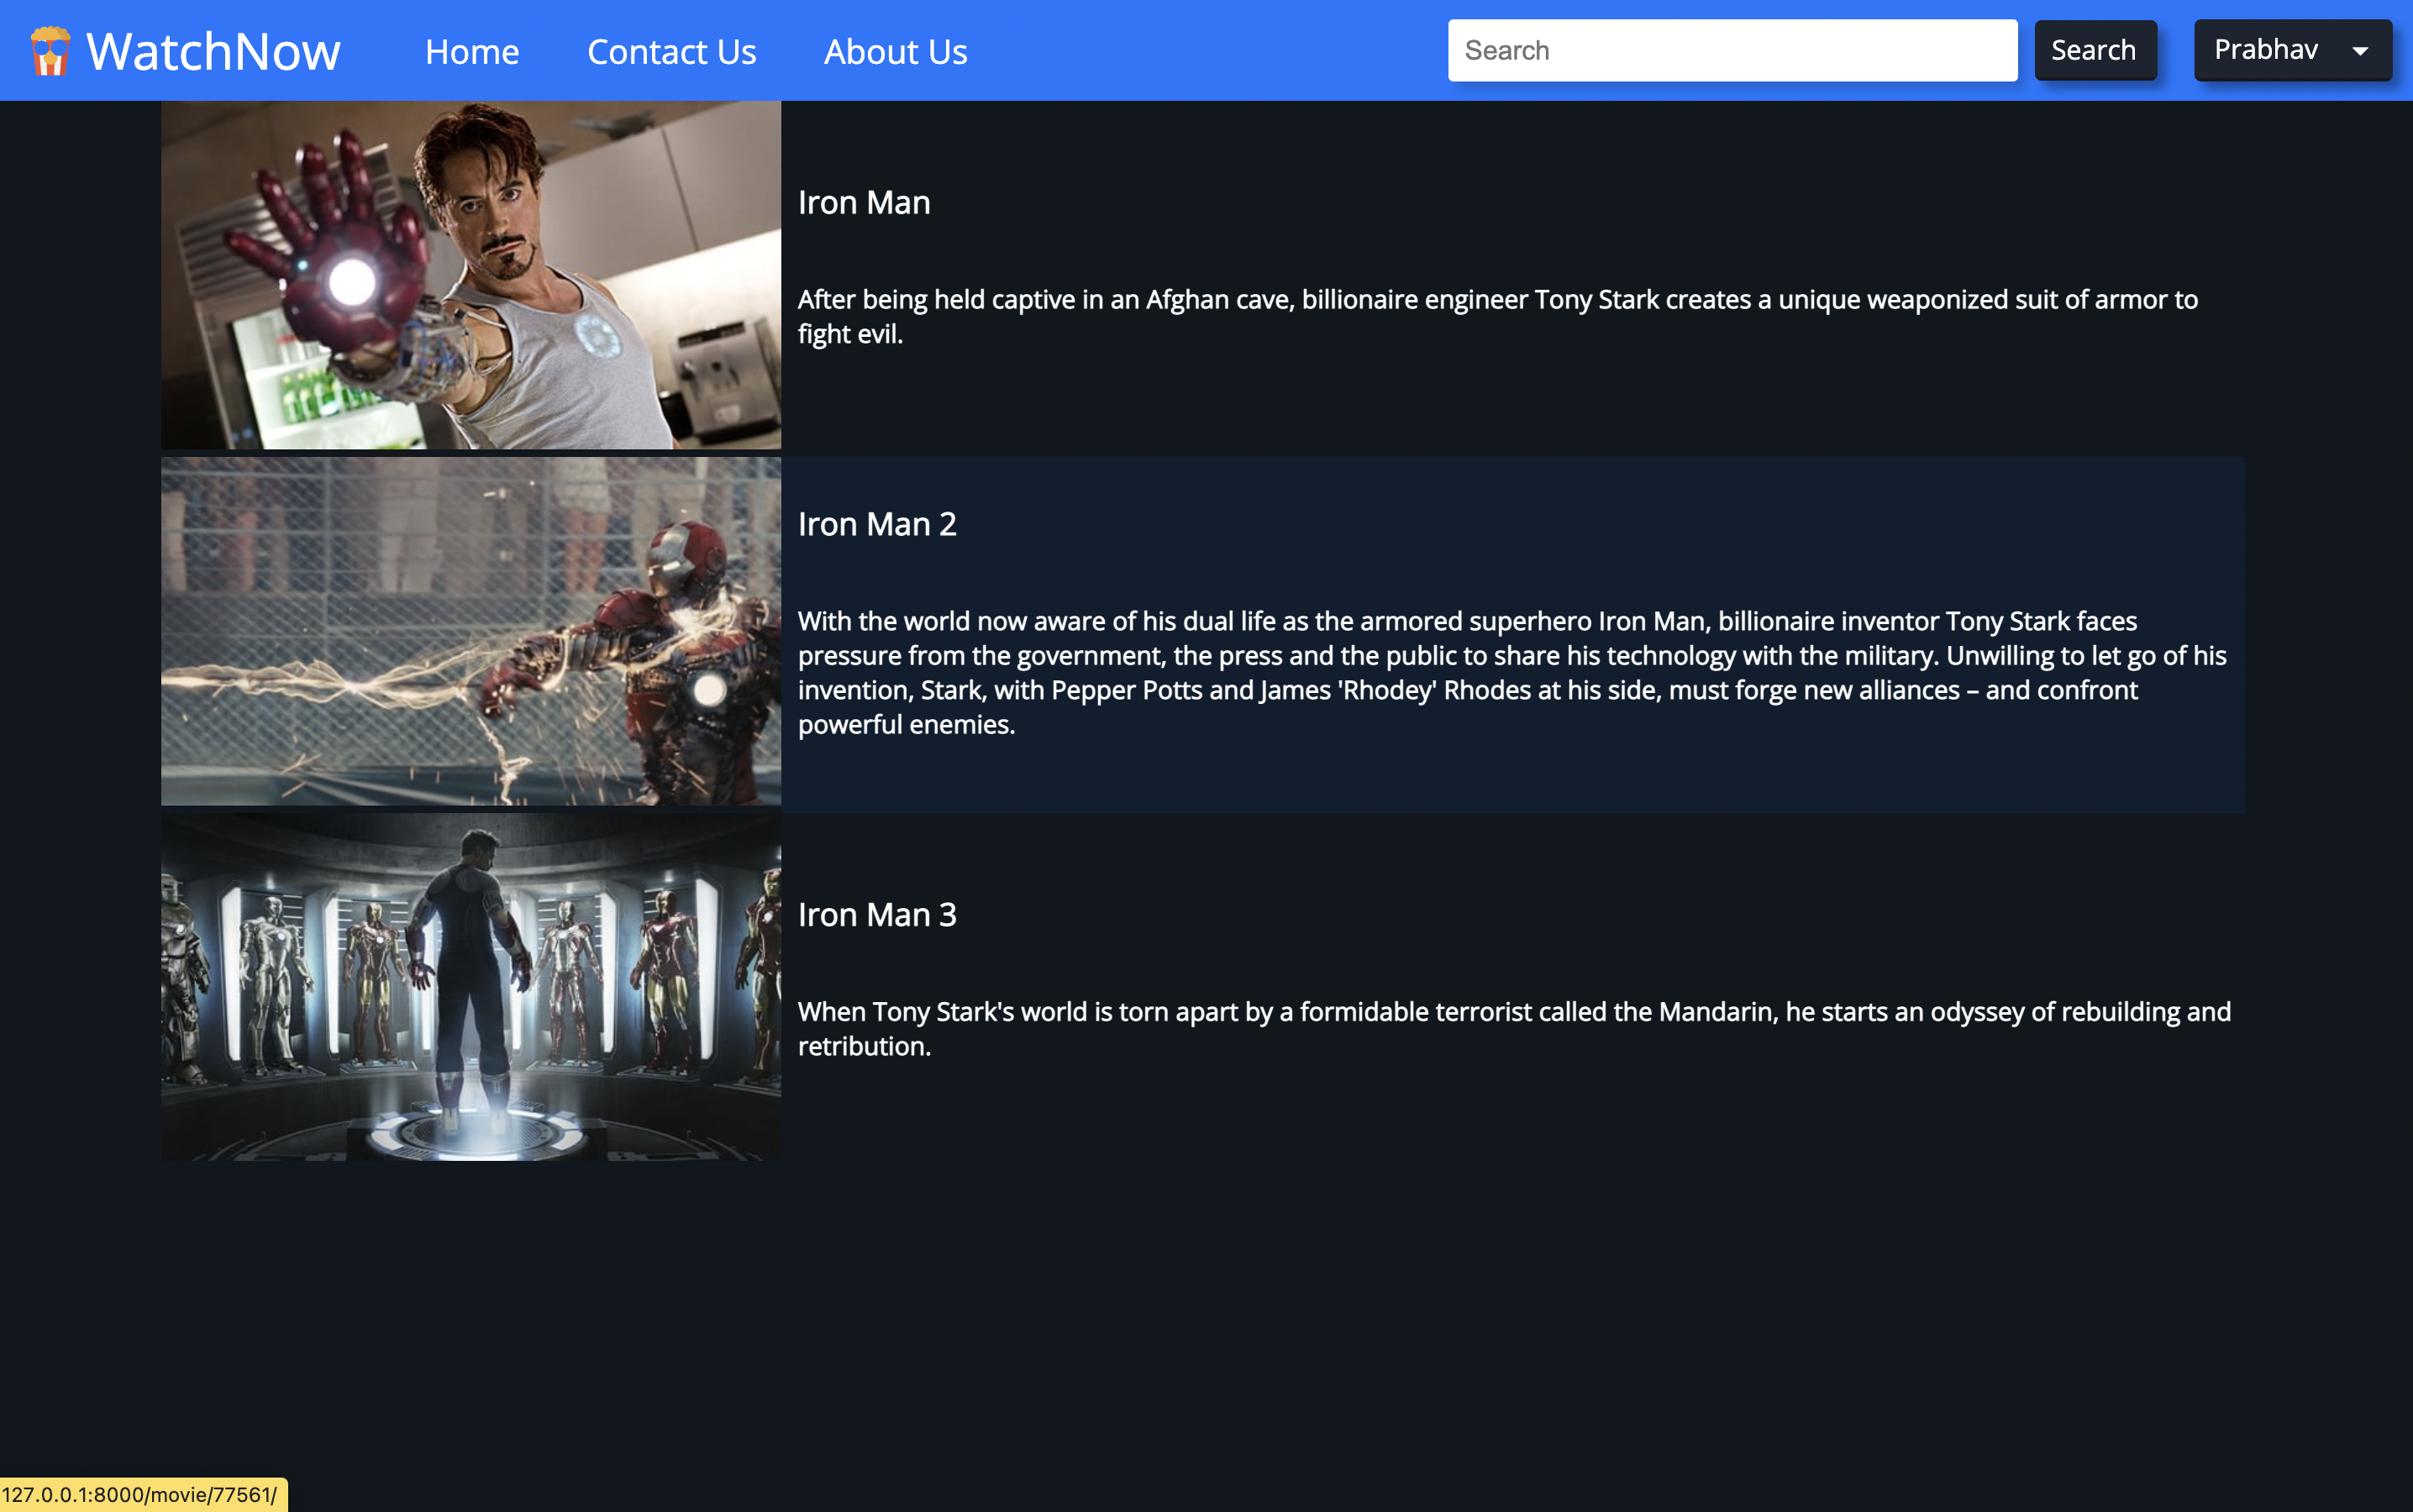 WatchNow Home Contact Us About Us Search Search Prabhav
Iron Man
After being held captive in an Afghan cave, billionaire engineer Tony Stark creates a unique weaponized suit of armor to
fight evil.
Iron Man 2
With the world now aware of his dual life as the armored superhero Iron Man, billionaire inventor Tony Stark faces
pressure from the government, the press and the public to share his technology with the military. Unwilling to let go of his
invention, Stark, with Pepper Potts and James 'Rhodey' Rhodes at his side, must forge new alliances – and confront
powerful enemies.
Iron Man 3
When Tony Stark's world is torn apart by a formidable terrorist called the Mandarin, he starts an odyssey of rebuilding and
retribution.
127.0.0.1:8000/movie/77561/